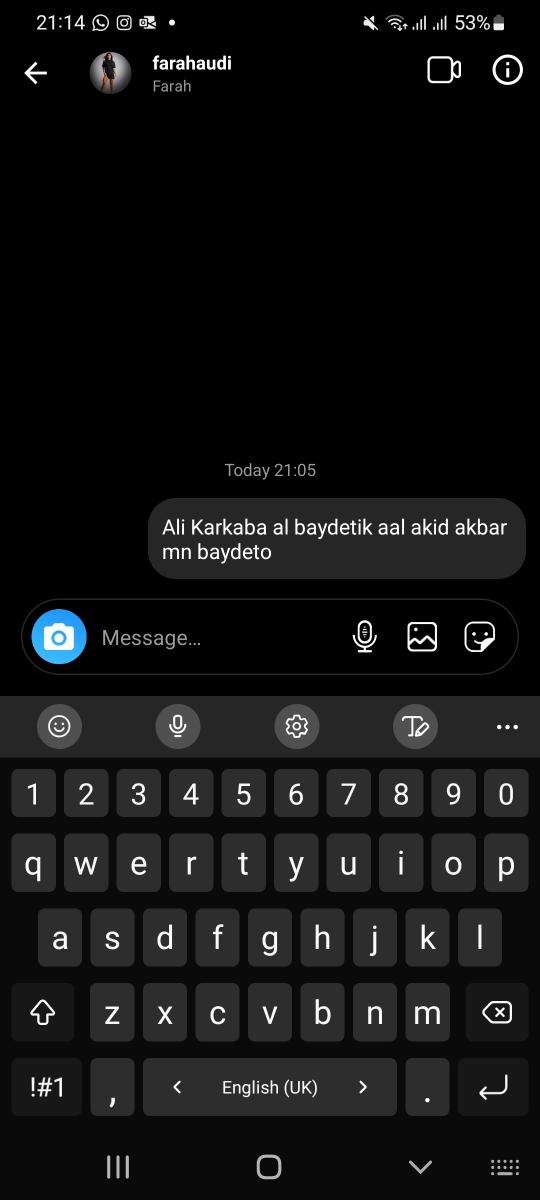 21:14
53%
farahaudi
Farah
Today 21:05
Ali Karkaba al baydetik aal akid akbar
mn baydeto
Message...
1 2 3 4 5 6 7 8 9 0
q w e r t y u i o p
a s d f g h j k l
z x c v b n m
!#1 , < English (UK) > .